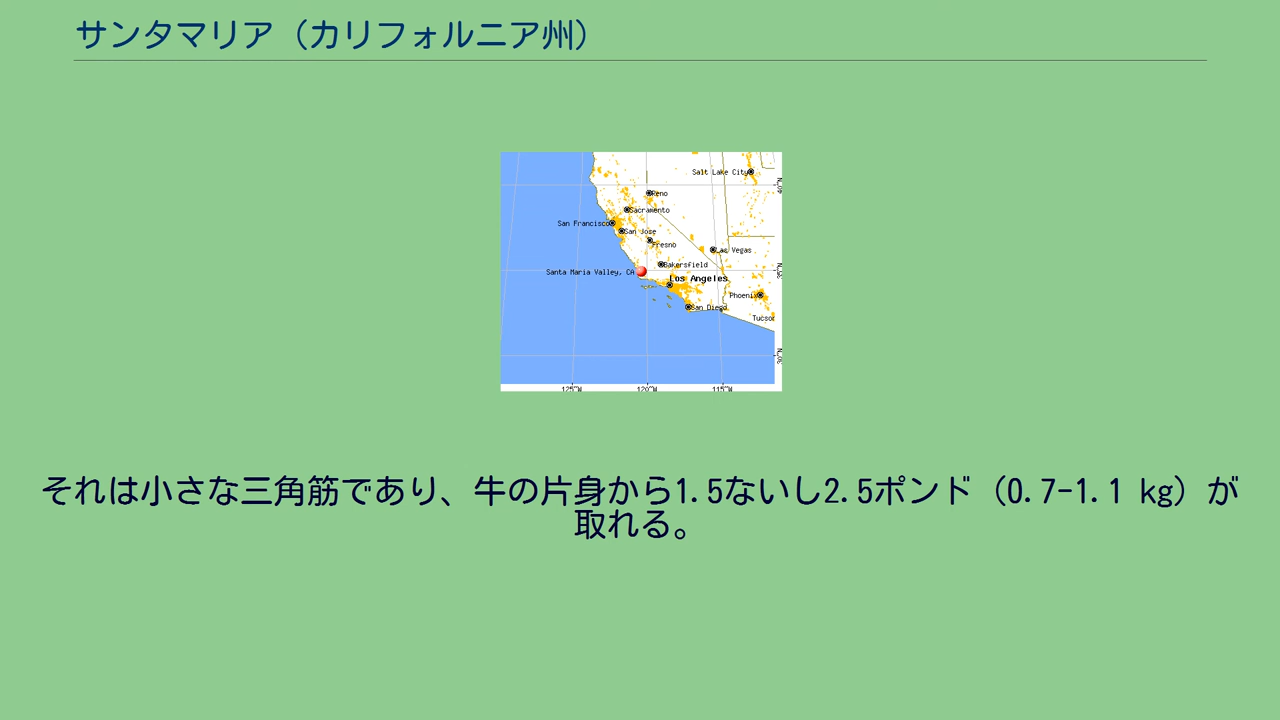 サンタマリア（カリフォルニア州）
Salt Lake City
Reno
Sacramento
San Francisco
San Jose
Fresno
Las Vegas
Bakersfield
Santa Maria Valley, CA
Los Angeles
Phoeni
San Diego
Tucson
125°W 120°W 115°W
それは小さな三角筋であり、牛の片身から1.5ないし2.5ポンド（0.7-1.1 kg）が
取れる。